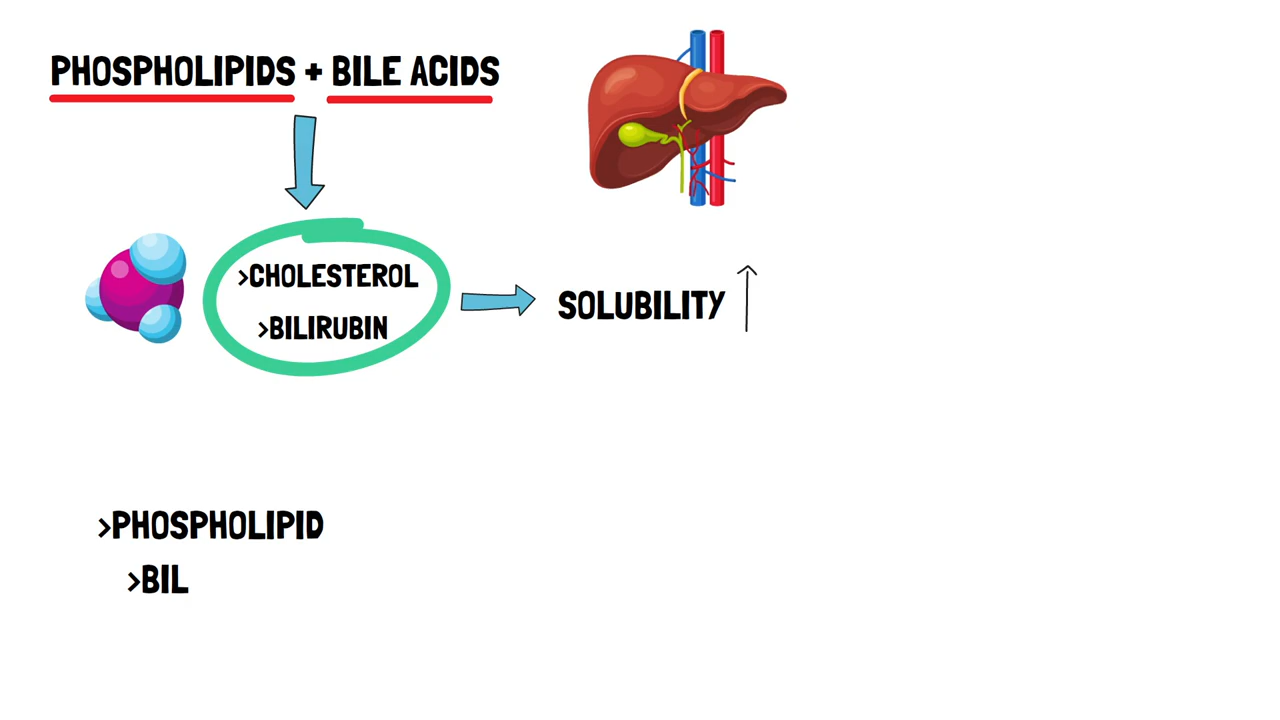 PHOSPHOLIPIDS + BILE ACIDS
>CHOLESTEROL
>BILIRUBIN
SOLUBILITY
>PHOSPHOLIPID
>BIL